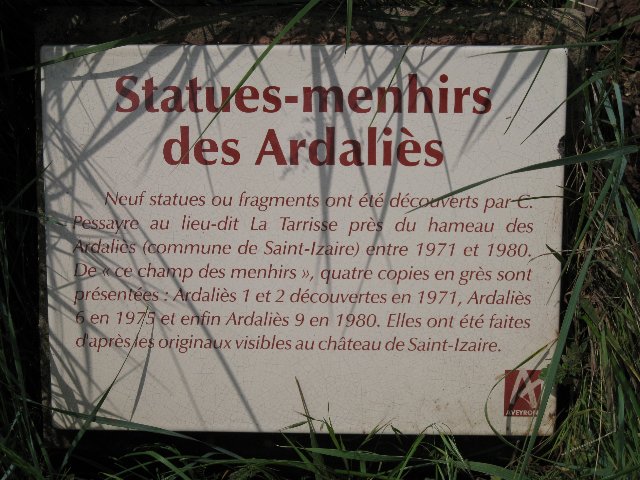 Statues-menhirs
des Ardaliès
Neuf statues ou fragments ont été découverts par C.
Pessayre au lieu-dit La Tarrisse près du hameau des
Ardaliès (commune de Saint-Izaire) entre 1971 et 1980.
De « ce champ des menhirs », quatre copies en grès sont
présentées : Ardaliès 1 et 2 découvertes en 1971, Ardaliès
6 en 1975 et enfin Ardaliès 9 en 1980. Elles ont été faites
d'après les originaux visibles au château de Saint-Izaire.
AVEYRON